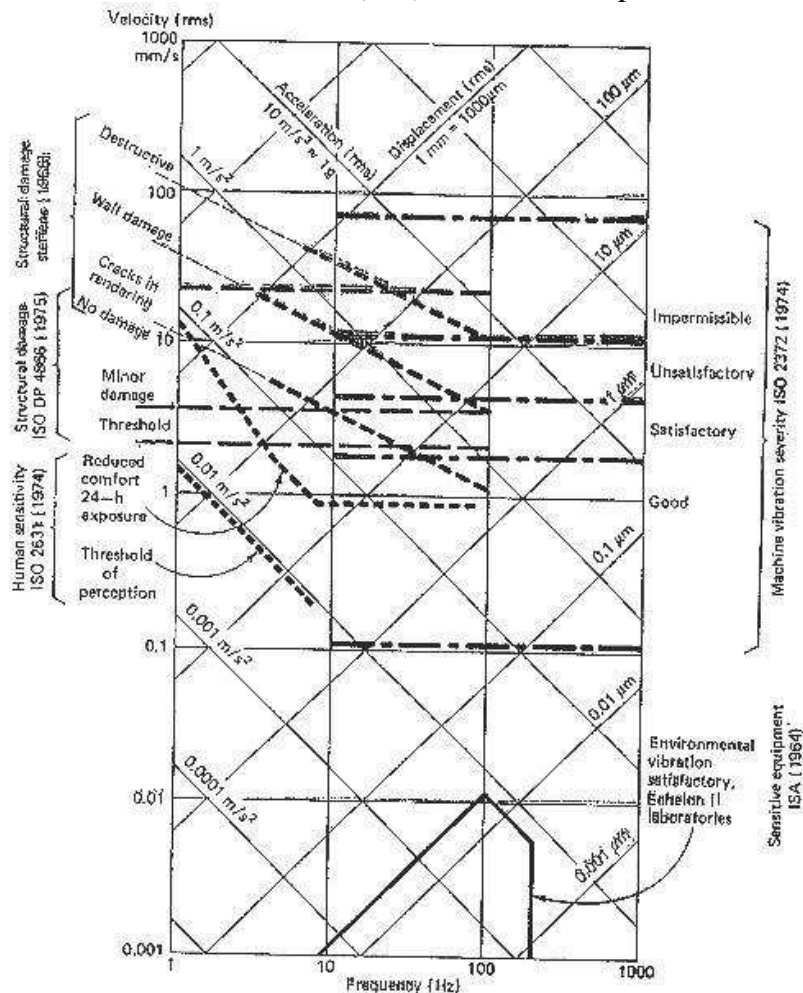 Velocity (rms)
1000
mm/s
100
10
1
0.1
0.01
0.001
Acceleration (rms)
10 m/s² ≈ 1g
Displacement (rms)
1 mm = 1000µm
100 µm
10 µm
1 µm
0.1 µm
0.01 µm
0.001 µm
1 m/s²
0.1 m/s²
0.01 m/s²
0.001 m/s²
0.0001 m/s²
Structural damage
steffens (1966)
Destructive
Wall damage
Cracks in
rendering
No damage
Structural damage
ISO DP 4866 (1975)
Minor
damage
Threshold
Human sensitivity
ISO 2631 (1974)
Reduced
comfort
24-h
exposure
Threshold
of
perception
Impermissible
Unsatisfactory
Satisfactory
Good
Machine vibration severity ISO 2372 (1974)
Environmental
vibration
satisfactory,
Echelon II
laboratories
Sensitive equipment
ISA (1964)
1
10
100
1000
Frequency (Hz)